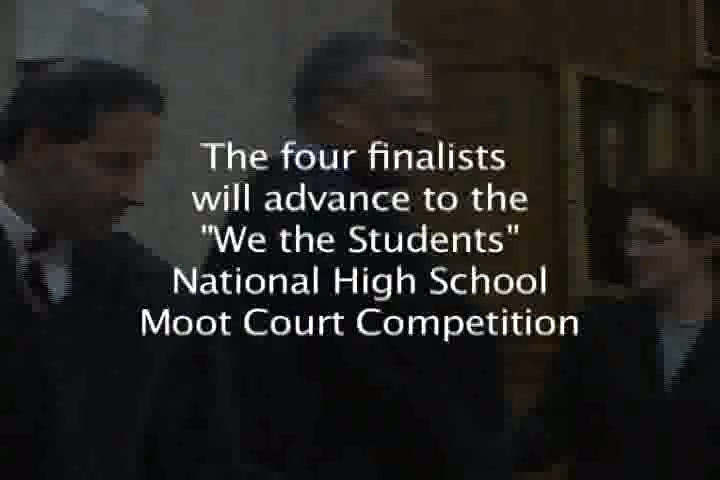 The four finalists
will advance to the
"We the Students"
National High School
Moot Court Competition